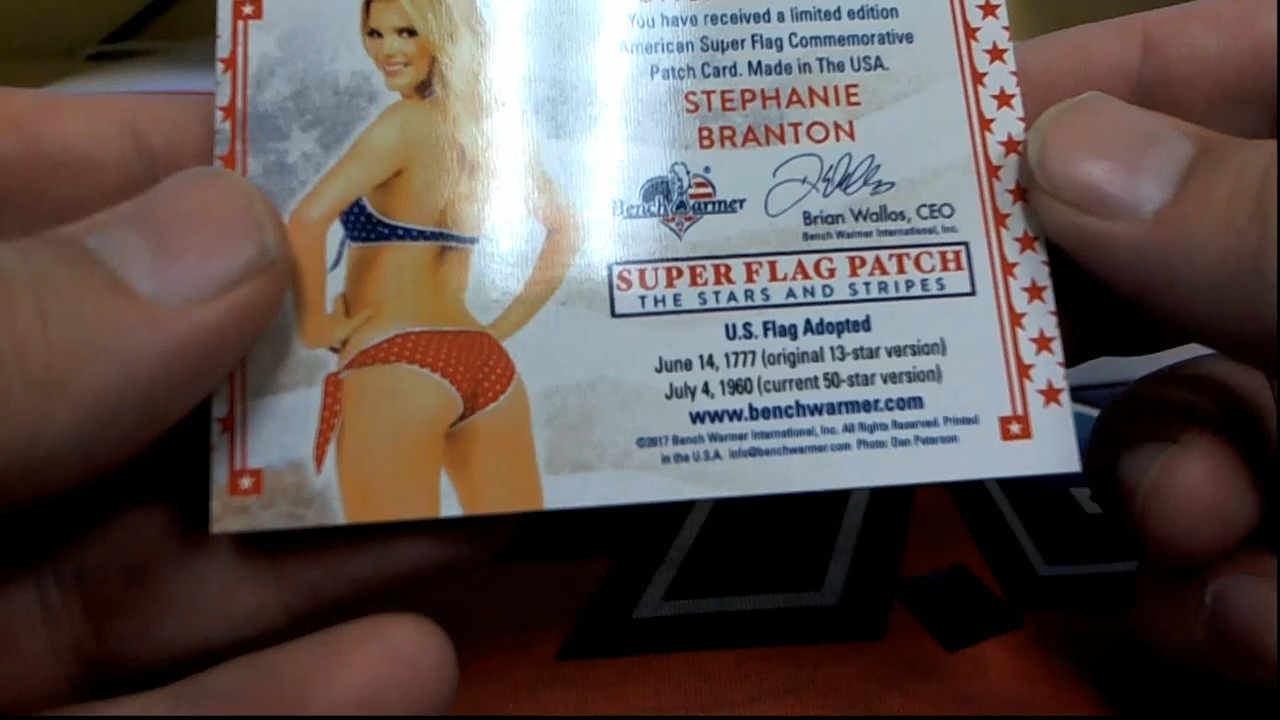 You have received a limited edition
American Super Flag Commemorative
Patch Card. Made in The USA.
STEPHANIE
BRANTON
BenchWarmer®
Brian Wallos, CEO
Bench Warmer International, Inc.
SUPER FLAG PATCH
THE STARS AND STRIPES
U.S. Flag Adopted
June 14, 1777 (original 13-star version)
July 4, 1960 (current 50-star version)
www.benchwarmer.com
©2017 Bench Warmer International, Inc. All Rights Reserved. Printed
in the U.S.A. info@benchwarmer.com Photo: Dan Peterson